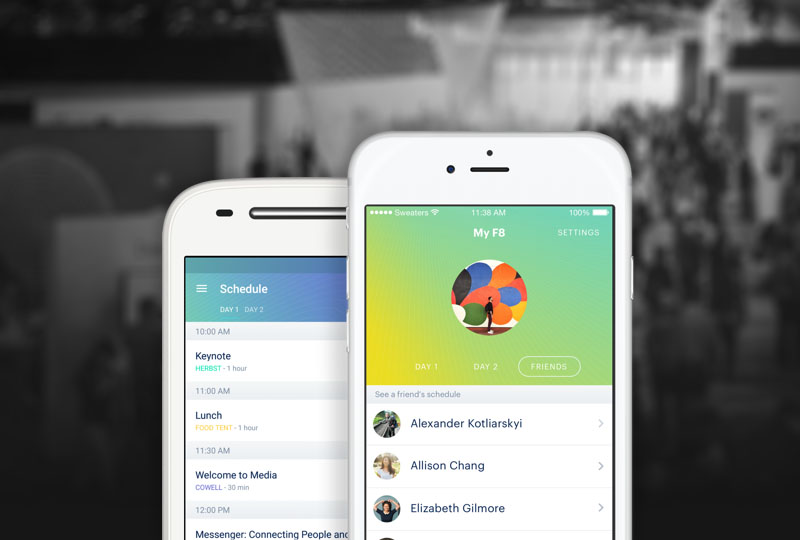 Schedule
DAY 1 DAY 2
10:00 AM
Keynote
HERBST - 1 hour
11:00 AM
Lunch
FOOD TENT - 1 hour
11:30 AM
Welcome to Media
COWELL - 30 min
12:00 PM
Messenger: Connecting People and
Sweaters 11:38 AM 100%
My F8 SETTINGS
DAY 1 DAY 2 FRIENDS
See a friend's schedule
Alexander Kotliarskyi
Allison Chang
Elizabeth Gilmore